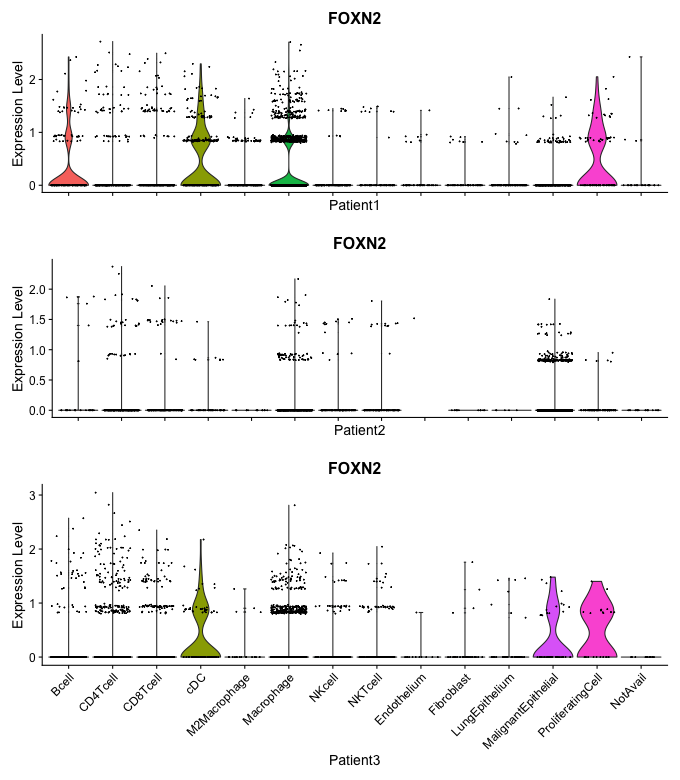 FOXN2
Expression Level
2
1
0
Patient1
FOXN2
Expression Level
2.0
1.5
1.0
0.5
0.0
Patient2
FOXN2
Expression Level
3
2
1
0
Bcell
CD4Tcell
CD8Tcell
cDC
M2Macrophage
Macrophage
NKcell
NKTcell
Endothelium
Fibroblast
LungEpithelium
MalignantEpithelial
ProliferatingCell
NotAvail
Patient3